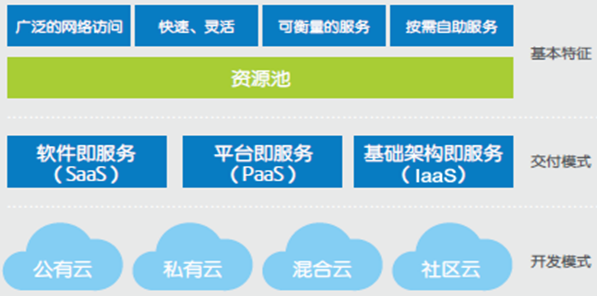 广泛的网络访问 快速、灵活 可衡量的服务 按需自助服务
基本特征
资源池
软件即服务 平台即服务 基础架构即服务
（SaaS） （PaaS） （IaaS）
交付模式
公有云 私有云 混合云 社区云
开发模式